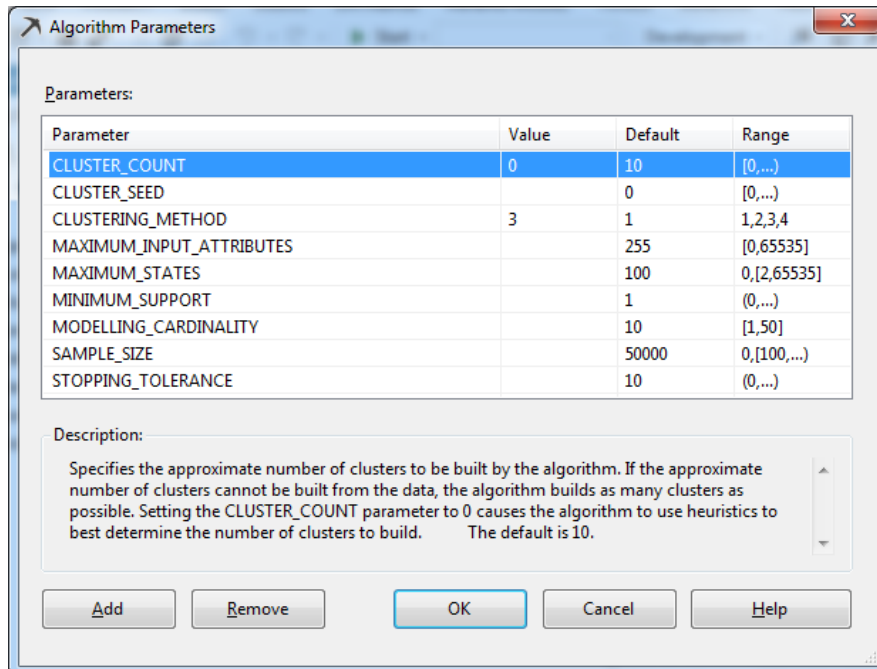 Algorithm Parameters
Parameters:
Parameter Value Default Range
CLUSTER_COUNT 0 10 [0,...)
CLUSTER_SEED 0 [0,...)
CLUSTERING_METHOD 3 1 1,2,3,4
MAXIMUM_INPUT_ATTRIBUTES 255 [0,65535]
MAXIMUM_STATES 100 0,[2,65535]
MINIMUM_SUPPORT 1 (0,...)
MODELLING_CARDINALITY 10 [1,50]
SAMPLE_SIZE 50000 0,[100,...)
STOPPING_TOLERANCE 10 (0,...)
Description:
Specifies the approximate number of clusters to be built by the algorithm. If the approximate
number of clusters cannot be built from the data, the algorithm builds as many clusters as
possible. Setting the CLUSTER_COUNT parameter to 0 causes the algorithm to use heuristics to
best determine the number of clusters to build. The default is 10.
Add Remove OK Cancel Help